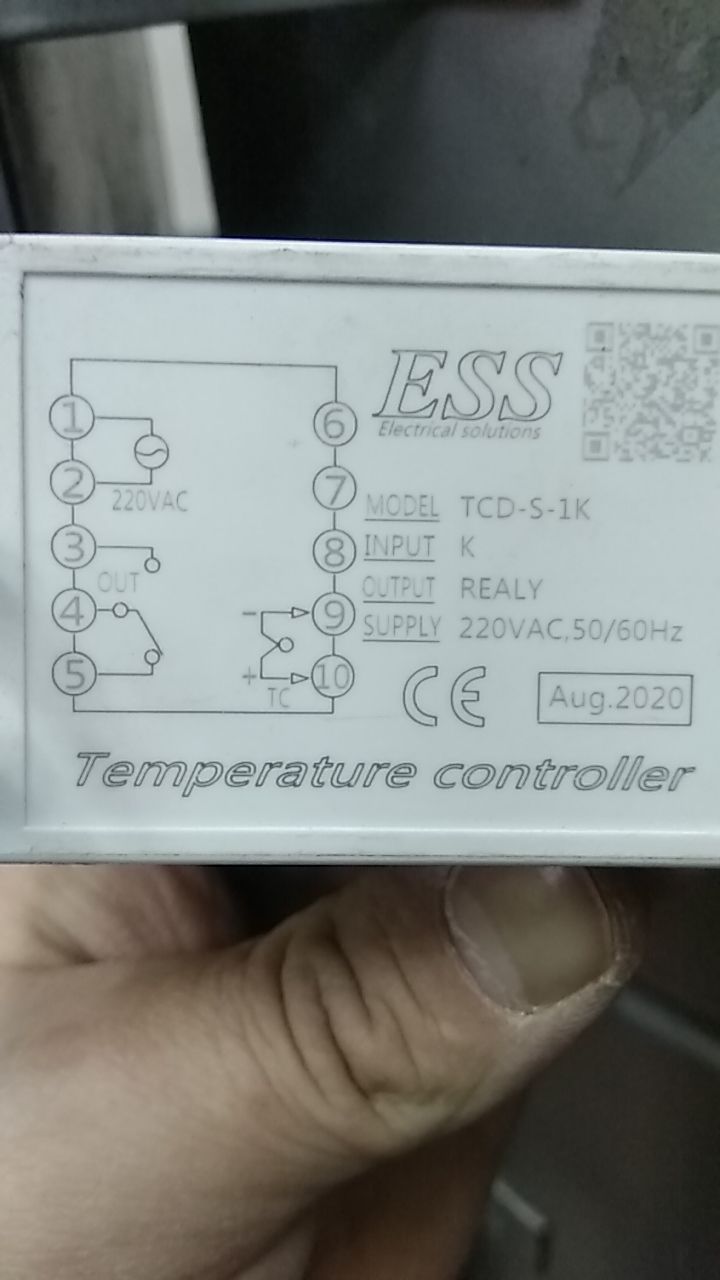 ESS
Electrical solutions
1
2
220VAC
3
OUT
4
5
6
7
8
- 9
+ 10
TC
MODEL TCD-S-1K
INPUT K
OUTPUT REALY
SUPPLY 220VAC,50/60Hz
CE
Aug.2020
Temperature controller